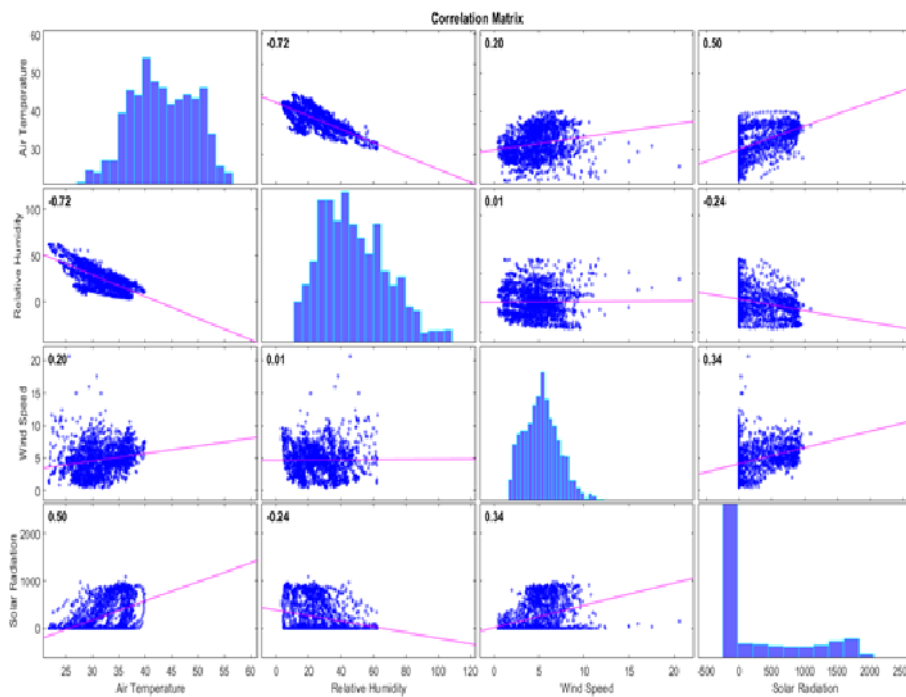 Correlation Matrix
60
50
40
30
-0.72
0.20
0.50
Air Temperature
100
50
0
-0.72
0.01
-0.24
Relative Humidity
20
15
10
5
0
0.20
0.01
0.34
Wind Speed
2000
1000
0
0.50
-0.24
0.34
Solar Radiation
25 30 35 40 45 50 55 60
0 20 40 60 80 100 120
0 5 10 15 20
-500 0 500 1000 1500 2000 2500
Air Temperature
Relative Humidity
Wind Speed
Solar Radiation